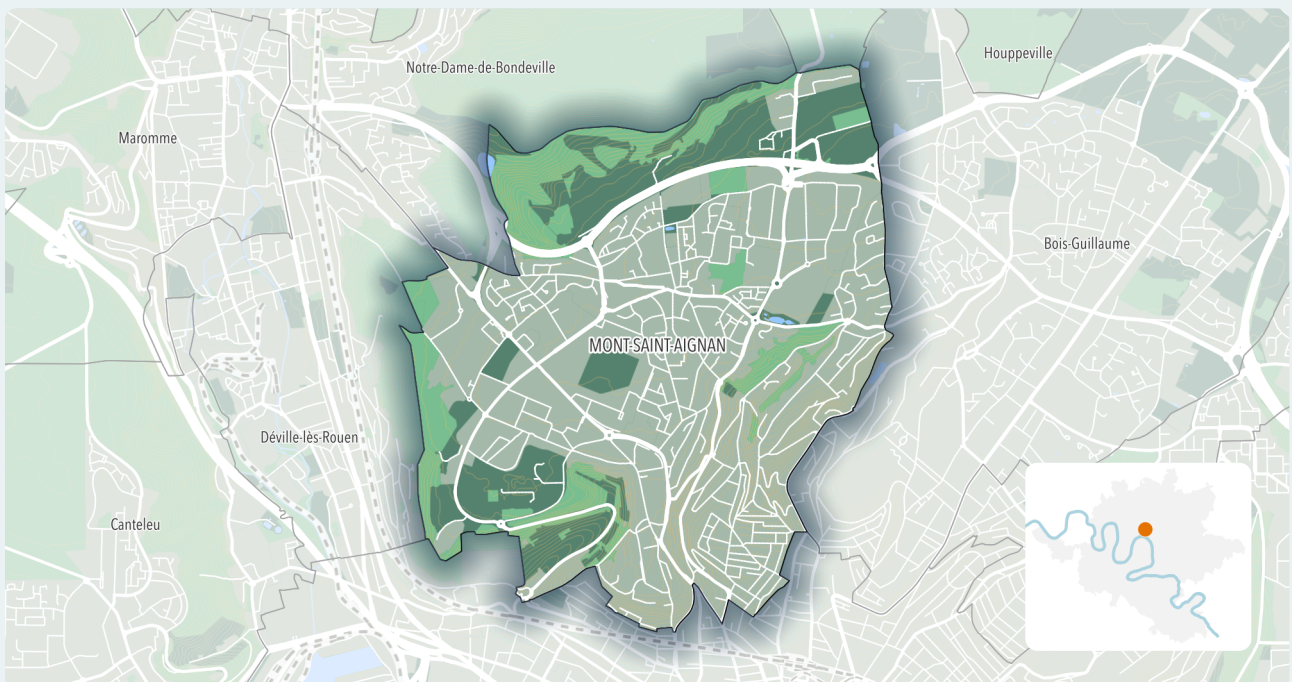 Houppeville
Notre-Dame-de-Bondeville
Maromme
Bois-Guillaume
MONT-SAINT-AIGNAN
Déville-lès-Rouen
Canteleu